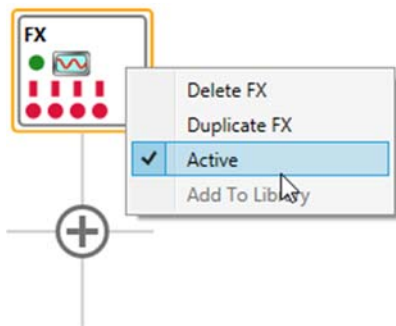 FX
Delete FX
Duplicate FX
Active
Add To Library